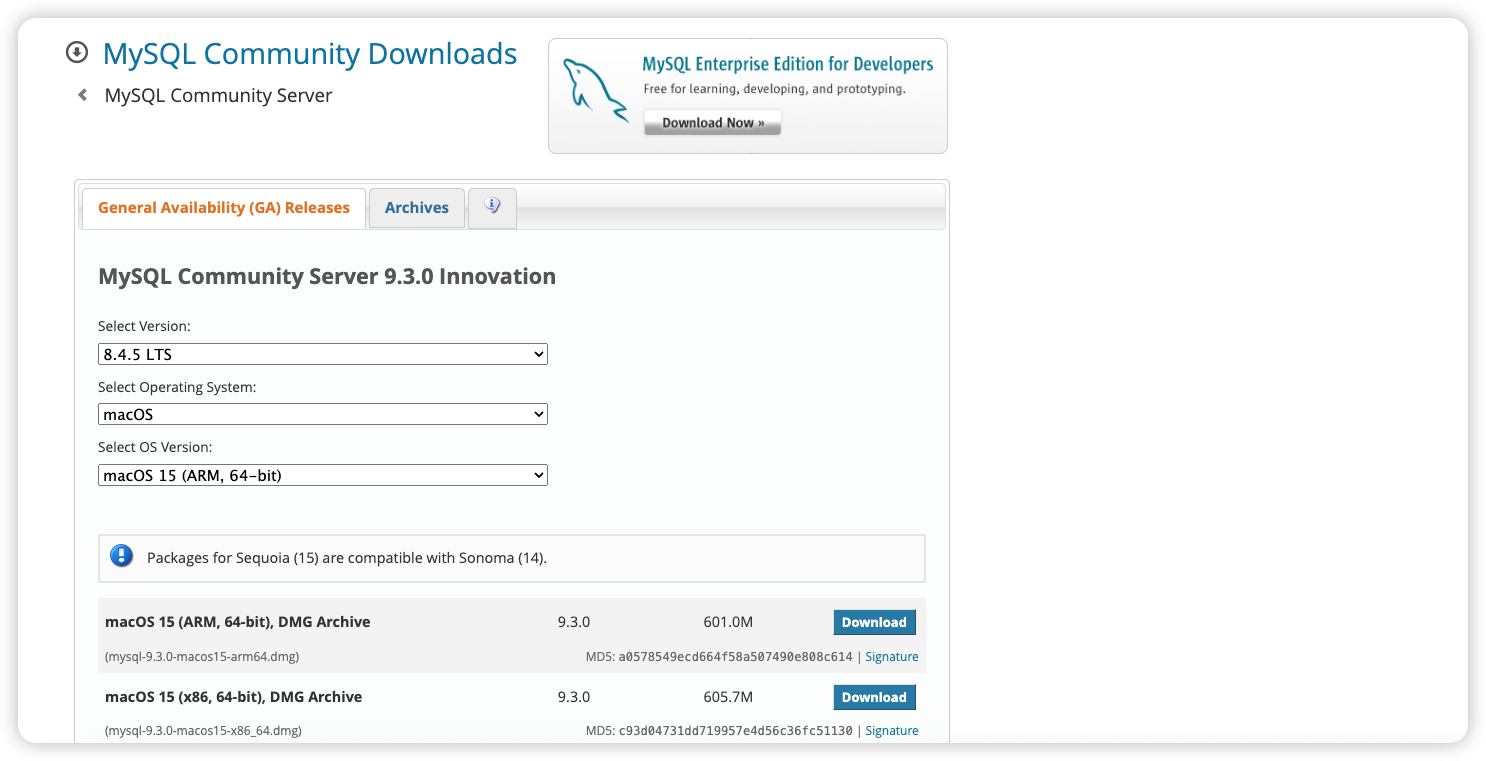 MySQL Community Downloads
MySQL Community Server
MySQL Enterprise Edition for Developers
Free for learning, developing, and prototyping.
Download Now »
General Availability (GA) Releases
Archives
MySQL Community Server 9.3.0 Innovation
Select Version:
8.4.5 LTS
Select Operating System:
macOS
Select OS Version:
macOS 15 (ARM, 64-bit)
Packages for Sequoia (15) are compatible with Sonoma (14).
macOS 15 (ARM, 64-bit), DMG Archive 9.3.0 601.0M Download
(mysql-9.3.0-macos15-arm64.dmg) MD5: a0578549ecd664f58a507490e808c614 | Signature
macOS 15 (x86, 64-bit), DMG Archive 9.3.0 605.7M Download
(mysql-9.3.0-macos15-x86_64.dmg) MD5: c93d04731dd719957e4d56c36fc51130 | Signature